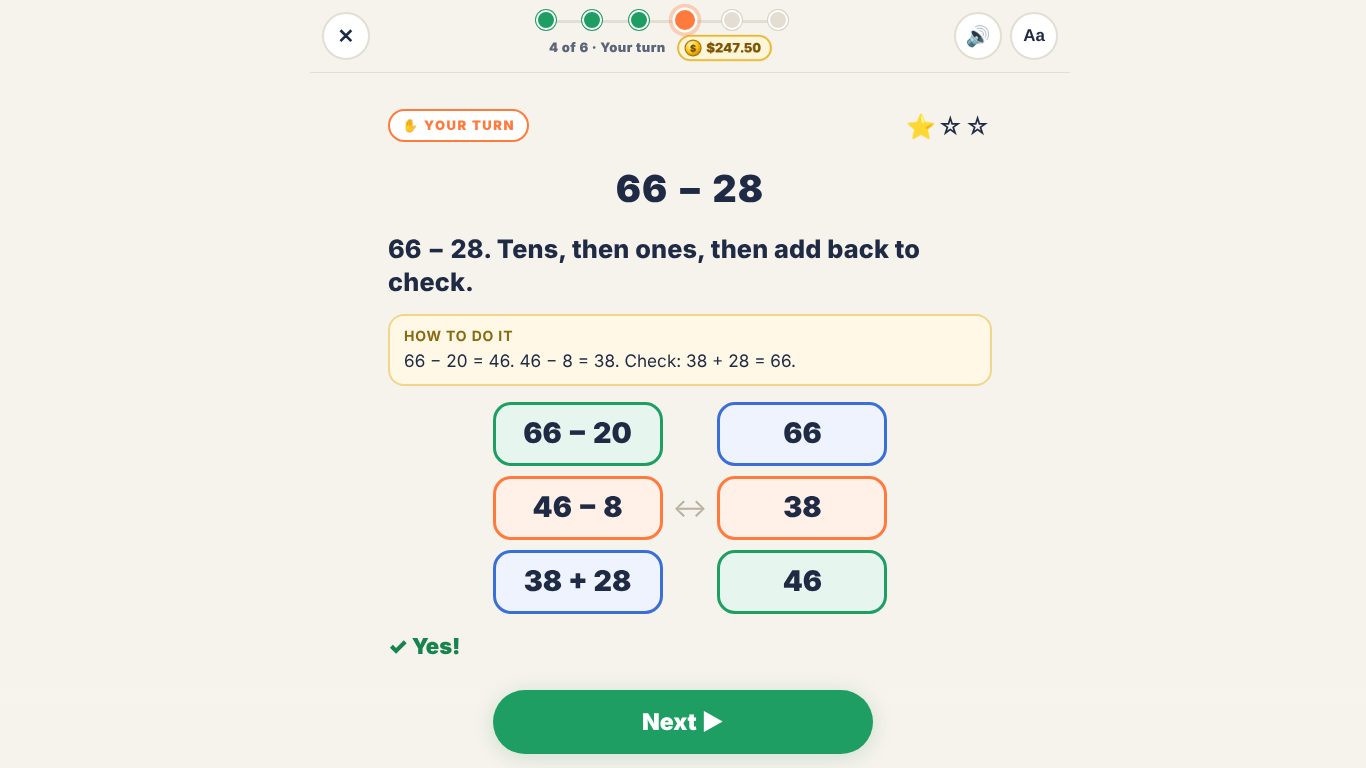 ✕
4 of 6 · Your turn
$ $247.50
Aa
YOUR TURN
66 − 28
66 − 28. Tens, then ones, then add back to
check.
HOW TO DO IT
66 − 20 = 46. 46 − 8 = 38. Check: 38 + 28 = 66.
66 − 20
66
46 − 8 ↔ 38
38 + 28
46
✓ Yes!
Next ▶